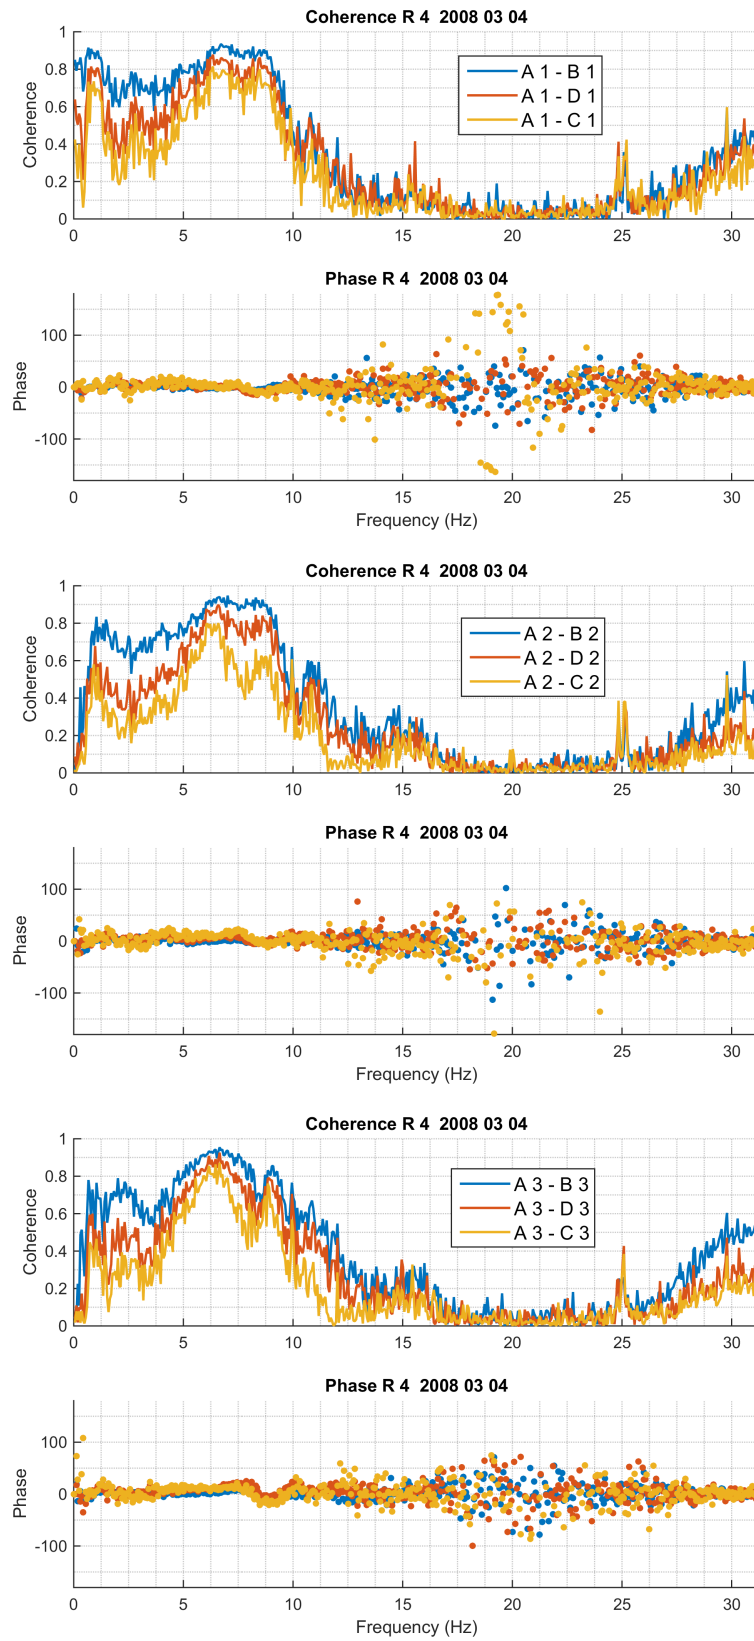 Coherence R 4  2008 03 04
1
0.8
0.6
0.4
0.2
0
Coherence
A 1 - B 1
A 1 - D 1
A 1 - C 1
0 5 10 15 20 25 30
Phase R 4  2008 03 04
100
0
-100
Phase
0 5 10 15 20 25 30
Frequency (Hz)
Coherence R 4  2008 03 04
1
0.8
0.6
0.4
0.2
0
Coherence
A 2 - B 2
A 2 - D 2
A 2 - C 2
0 5 10 15 20 25 30
Phase R 4  2008 03 04
100
0
-100
Phase
0 5 10 15 20 25 30
Frequency (Hz)
Coherence R 4  2008 03 04
1
0.8
0.6
0.4
0.2
0
Coherence
A 3 - B 3
A 3 - D 3
A 3 - C 3
0 5 10 15 20 25 30
Phase R 4  2008 03 04
100
0
-100
Phase
0 5 10 15 20 25 30
Frequency (Hz)